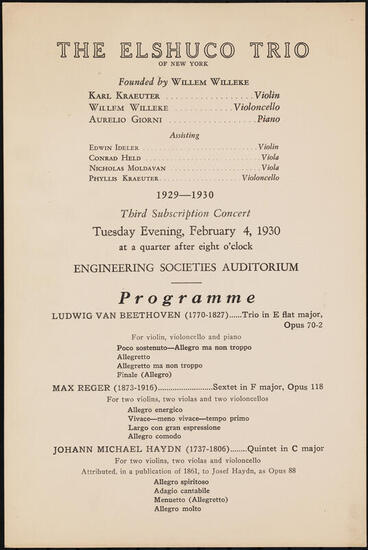 THE ELSHUCO TRIO
OF NEW YORK
Founded by WILLEM WILLEKE
KARL KRAEUTER ..................... Violin
WILLEM WILLEKE ............... Violoncello
AURELIO GIORNI ..................... Piano
Assisting
EDWIN IDELER ..................... Violin
CONRAD HELD ..................... Viola
NICHOLAS MOLDAVAN ..................... Viola
PHYLLIS KRAEUTER ..................... Violoncello
1929—1930
Third Subscription Concert
Tuesday Evening, February 4, 1930
at a quarter after eight o'clock
ENGINEERING SOCIETIES AUDITORIUM
Programme
LUDWIG VAN BEETHOVEN (1770-1827)......Trio in E flat major,
Opus 70-2
For violin, violoncello and piano
Poco sostenuto—Allegro ma non troppo
Allegretto
Allegretto ma non troppo
Finale (Allegro)
MAX REGER (1873-1916)..........................Sextet in F major, Opus 118
For two violins, two violas and two violoncellos
Allegro energico
Vivace—meno vivace—tempo primo
Largo con gran espressione
Allegro comodo
JOHANN MICHAEL HAYDN (1737-1806)........Quintet in C major
For two violins, two violas and violoncello
Attributed, in a publication of 1861, to Josef Haydn, as Opus 88
Allegro spiritoso
Adagio cantabile
Menuetto (Allegretto)
Allegro molto